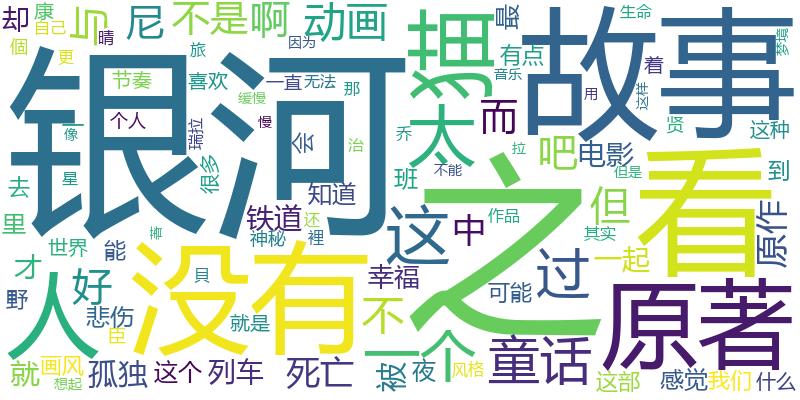 却
康
自己
與
尼
不是
啊
动画
猫
最
故事
生命
梦境
個
晴
旅
因为
有点
着
更
节奏
喜欢
一直
无法
那
音乐
用
这样
银河
太
而
缓慢
像
个人
瑞拉
慢
会
治
乔
拉
吧
电影
贤
这种
星
很多
班
不能
但是
到
去
知道
之
但
看
里
铁道
还
这
中
作品
其实
原作
世界
能
神秘
裡
才
人
好
没有
幸福
过
一起
野
悲伤
貝
不
可能
原著
臣
就是
一个
童话
就
画风
孤独
这个
列车
死亡
被
夜
风格
这部
感觉
我们
什么
想起